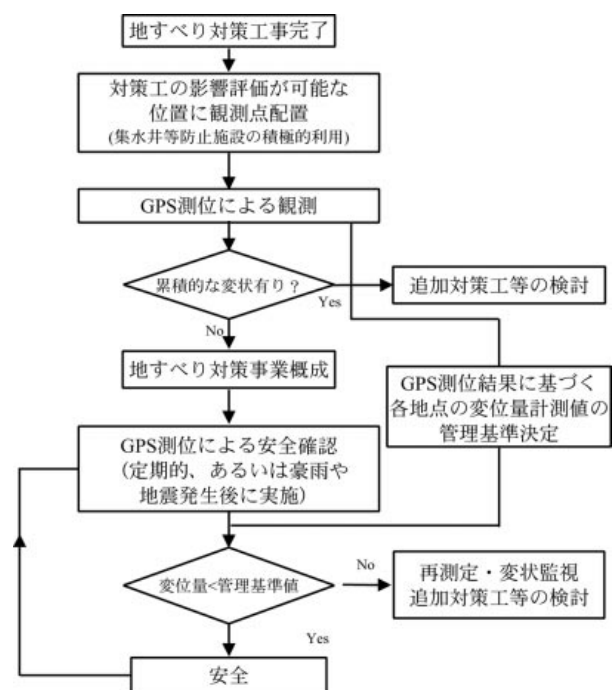 地すべり対策工事完了
対策工の影響評価が可能な
位置に観測点配置
(集水井等防止施設の積極的利用)
GPS測位による観測
累積的な変状有り？
Yes
追加対策工等の検討
No
地すべり対策事業概成
GPS測位結果に基づく
各地点の変位量計測値の
管理基準決定
GPS測位による安全確認
（定期的、あるいは豪雨や
地震発生後に実施）
変位量<管理基準値
No
再測定・変状監視
追加対策工等の検討
Yes
安全